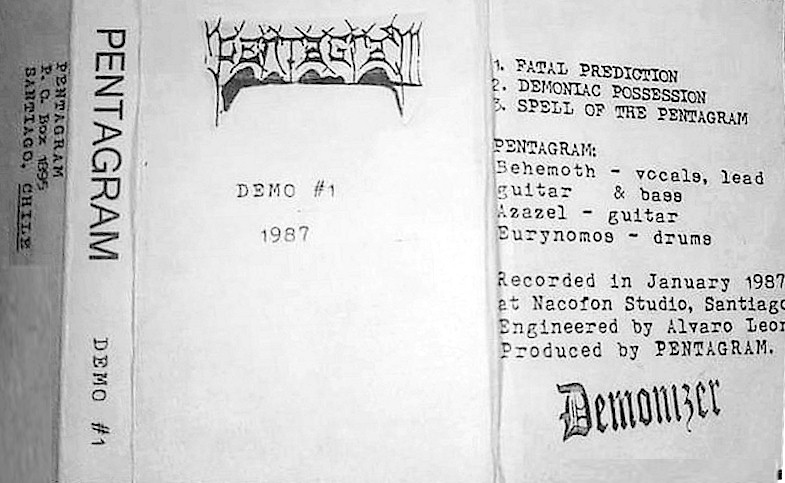 PENTAGRAM
P. O. Box 1895
SANTIAGO, CHILE
PENTAGRAM DEMO #1
PENTAGRAM
DEMO #1
1987
1. FATAL PREDICTION
2. DEMONIAC POSSESSION
3. SPELL OF THE PENTAGRAM
PENTAGRAM:
Behemoth - vocals, lead
guitar & bass
Azazel - guitar
Eurynomos - drums
Recorded in January 1987
at Nacofon Studio, Santiago
Engineered by Alvaro Leon
Produced by PENTAGRAM.
Demonizer